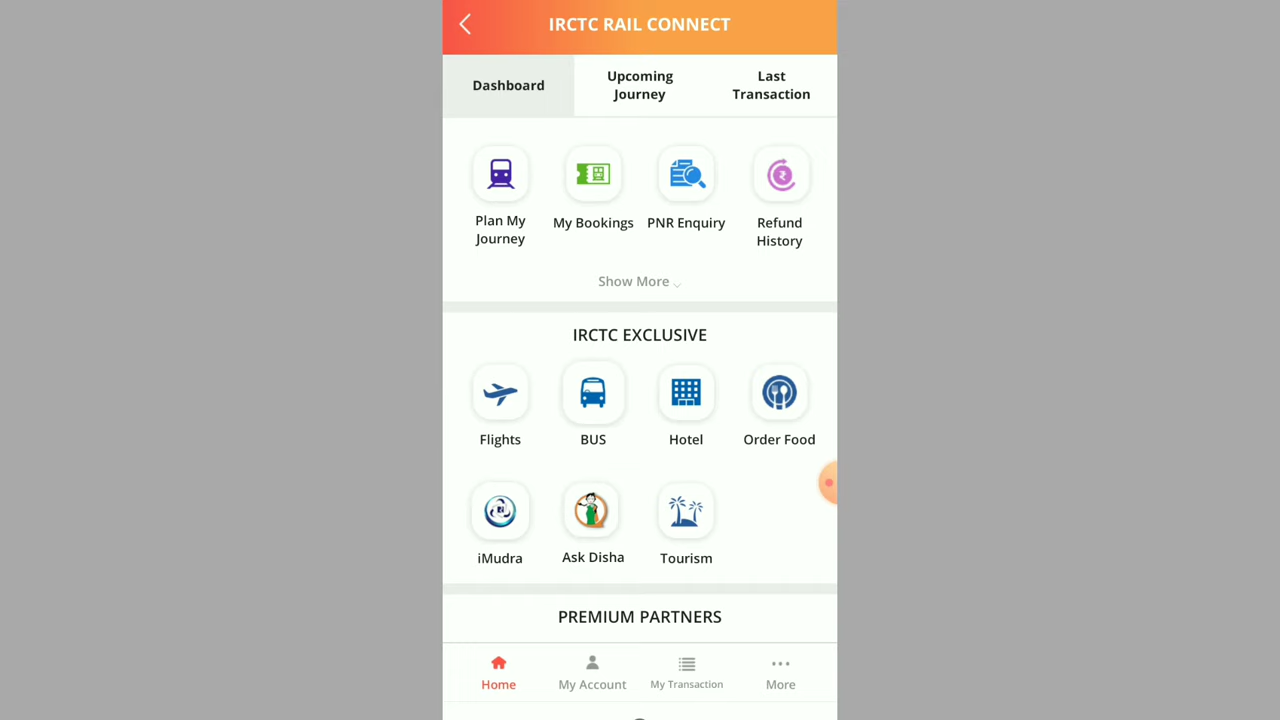 IRCTC RAIL CONNECT
Dashboard
Upcoming
Journey
Last
Transaction
Plan My
Journey
My Bookings
PNR Enquiry
Refund
History
Show More
IRCTC EXCLUSIVE
Flights
BUS
Hotel
Order Food
iMudra
Ask Disha
Tourism
PREMIUM PARTNERS
Home
My Account
My Transaction
More